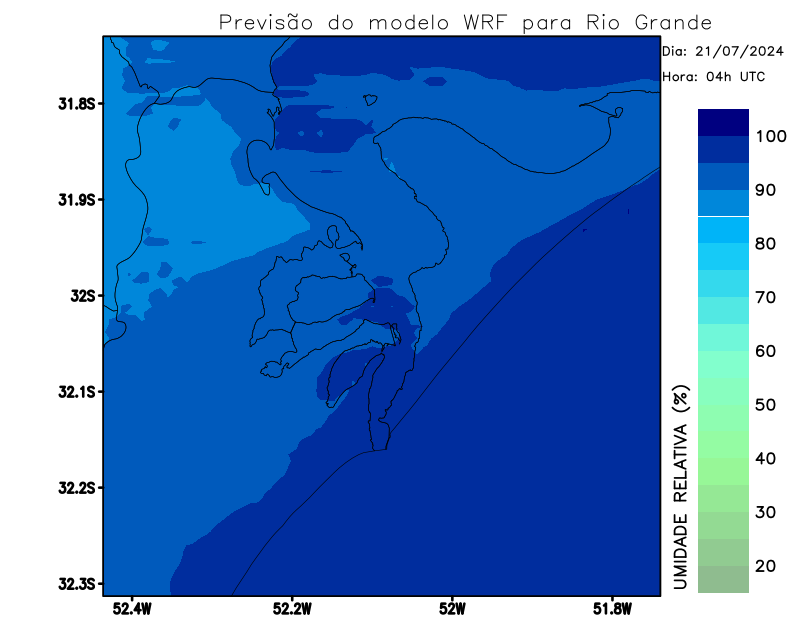 Previsão do modelo WRF para Rio Grande
Dia: 21/07/2024
Hora: 04h UTC
31.8S
31.9S
32S
32.1S
32.2S
32.3S
52.4W
52.2W
52W
51.8W
UMIDADE RELATIVA (%)
100
90
80
70
60
50
40
30
20